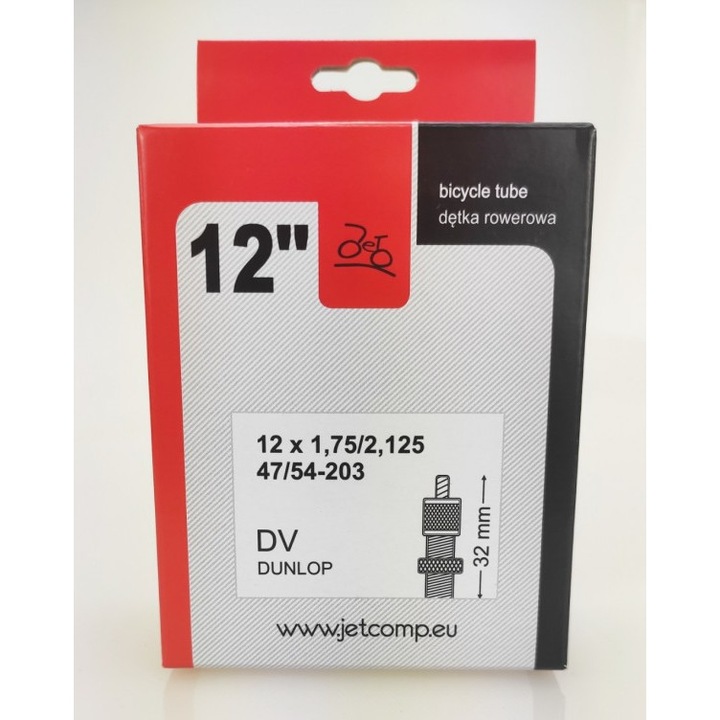 bicycle tube
dętka rowerowa
12"
Jet
12 x 1,75/2,125
47/54-203
DV
DUNLOP
32 mm
www.jetcomp.eu